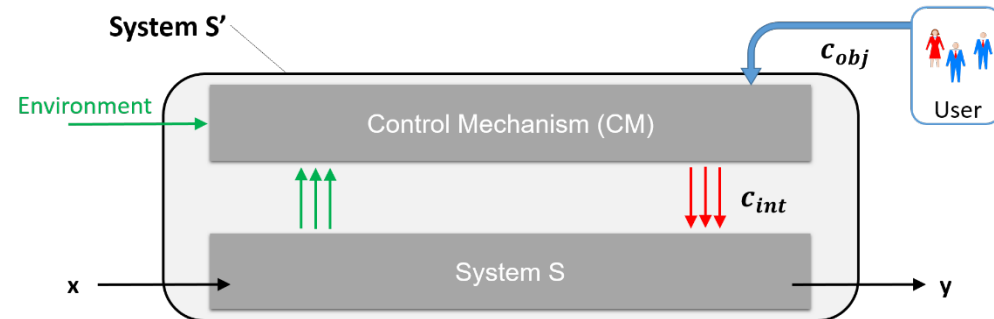 System S’
c_obj
User
Environment
Control Mechanism (CM)
c_int
System S
x
y